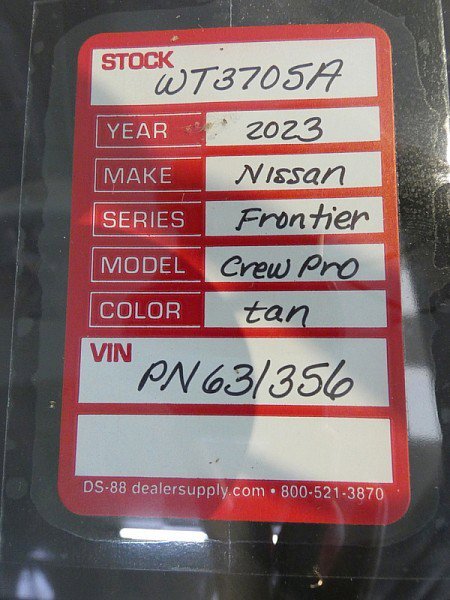 STOCK
WT3705A
YEAR 2023
MAKE Nissan
SERIES Frontier
MODEL Crew Pro
COLOR tan
VIN
PN631356
DS-88 dealersupply.com • 800-521-3870